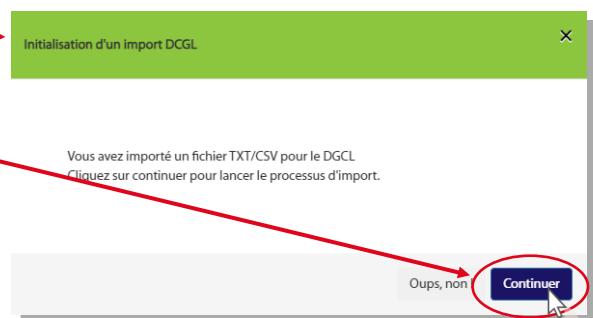 Initialisation d'un import DCGL
×
Vous avez importé un fichier TXT/CSV pour le DGCL
Cliquez sur continuer pour lancer le processus d'import.
Oups, non !
Continuer